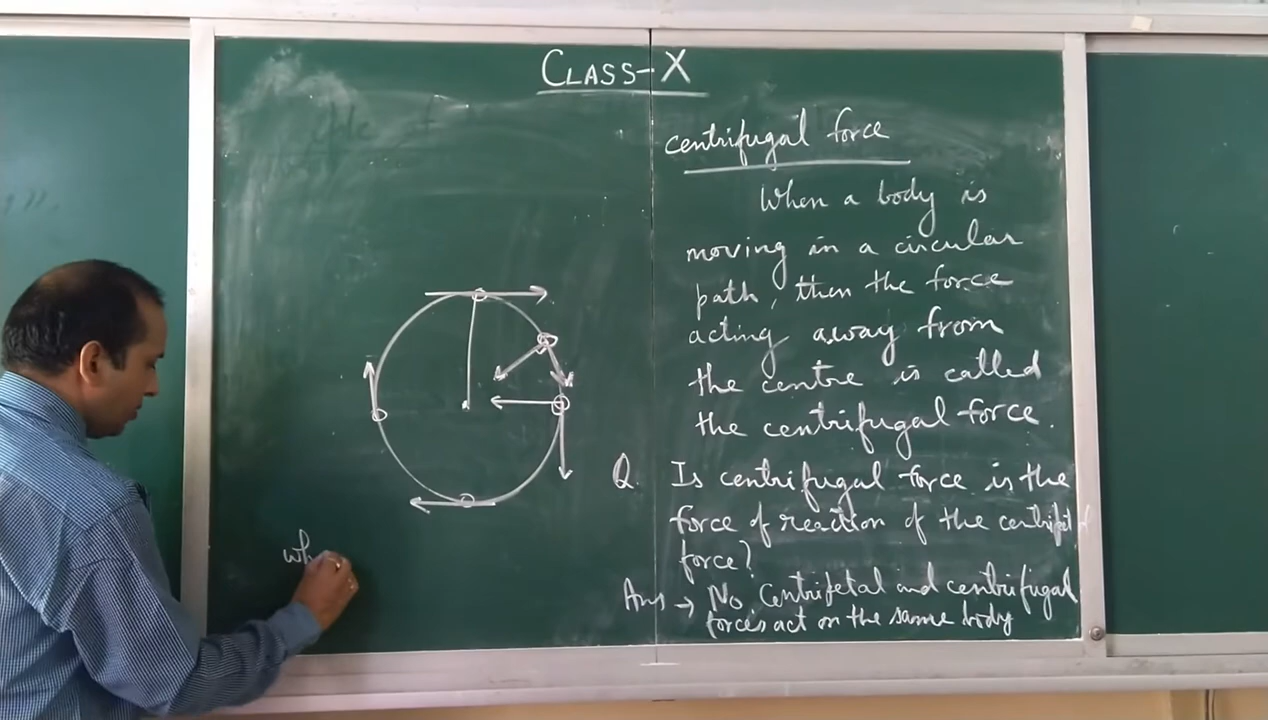 CLASS-X
centrifugal force
When a body is
moving in a circular
path, then the force
acting away from
the centre is called
the centrifugal force.
Q. Is centrifugal force is the
force of reaction of the centripetal
force?
Ans → No, Centripetal and centrifugal
forces act on the same body
wh